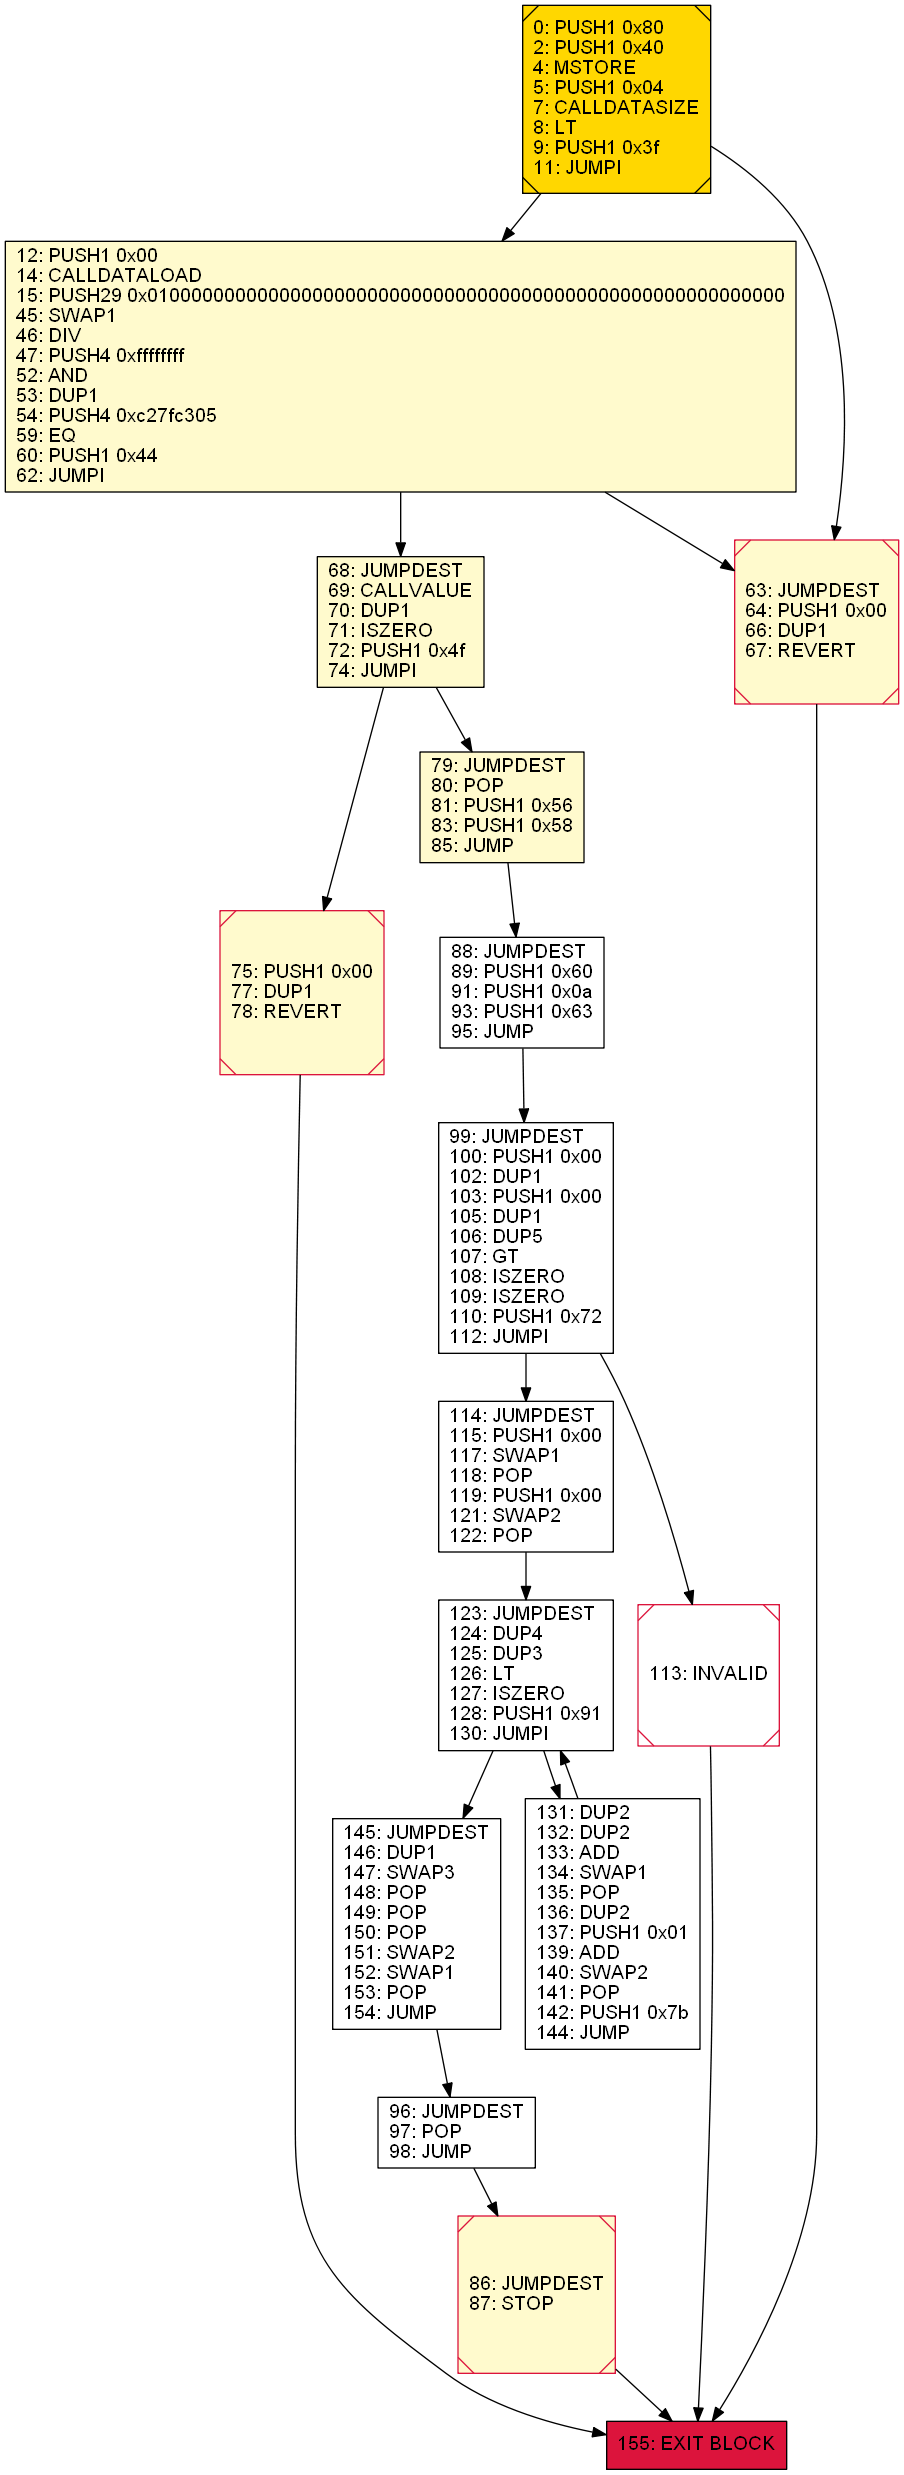 0: PUSH1 0x80
2: PUSH1 0x40
4: MSTORE
5: PUSH1 0x04
7: CALLDATASIZE
8: LT
9: PUSH1 0x3f
11: JUMPI
12: PUSH1 0x00
14: CALLDATALOAD
15: PUSH29 0x0100000000000000000000000000000000000000000000000000000000
45: SWAP1
46: DIV
47: PUSH4 0xffffffff
52: AND
53: DUP1
54: PUSH4 0xc27fc305
59: EQ
60: PUSH1 0x44
62: JUMPI
68: JUMPDEST
69: CALLVALUE
70: DUP1
71: ISZERO
72: PUSH1 0x4f
74: JUMPI
63: JUMPDEST
64: PUSH1 0x00
66: DUP1
67: REVERT
79: JUMPDEST
80: POP
81: PUSH1 0x56
83: PUSH1 0x58
85: JUMP
75: PUSH1 0x00
77: DUP1
78: REVERT
88: JUMPDEST
89: PUSH1 0x60
91: PUSH1 0x0a
93: PUSH1 0x63
95: JUMP
99: JUMPDEST
100: PUSH1 0x00
102: DUP1
103: PUSH1 0x00
105: DUP1
106: DUP5
107: GT
108: ISZERO
109: ISZERO
110: PUSH1 0x72
112: JUMPI
114: JUMPDEST
115: PUSH1 0x00
117: SWAP1
118: POP
119: PUSH1 0x00
121: SWAP2
122: POP
123: JUMPDEST
124: DUP4
125: DUP3
126: LT
127: ISZERO
128: PUSH1 0x91
130: JUMPI
113: INVALID
145: JUMPDEST
146: DUP1
147: SWAP3
148: POP
149: POP
150: POP
151: SWAP2
152: SWAP1
153: POP
154: JUMP
131: DUP2
132: DUP2
133: ADD
134: SWAP1
135: POP
136: DUP2
137: PUSH1 0x01
139: ADD
140: SWAP2
141: POP
142: PUSH1 0x7b
144: JUMP
96: JUMPDEST
97: POP
98: JUMP
86: JUMPDEST
87: STOP
155: EXIT BLOCK